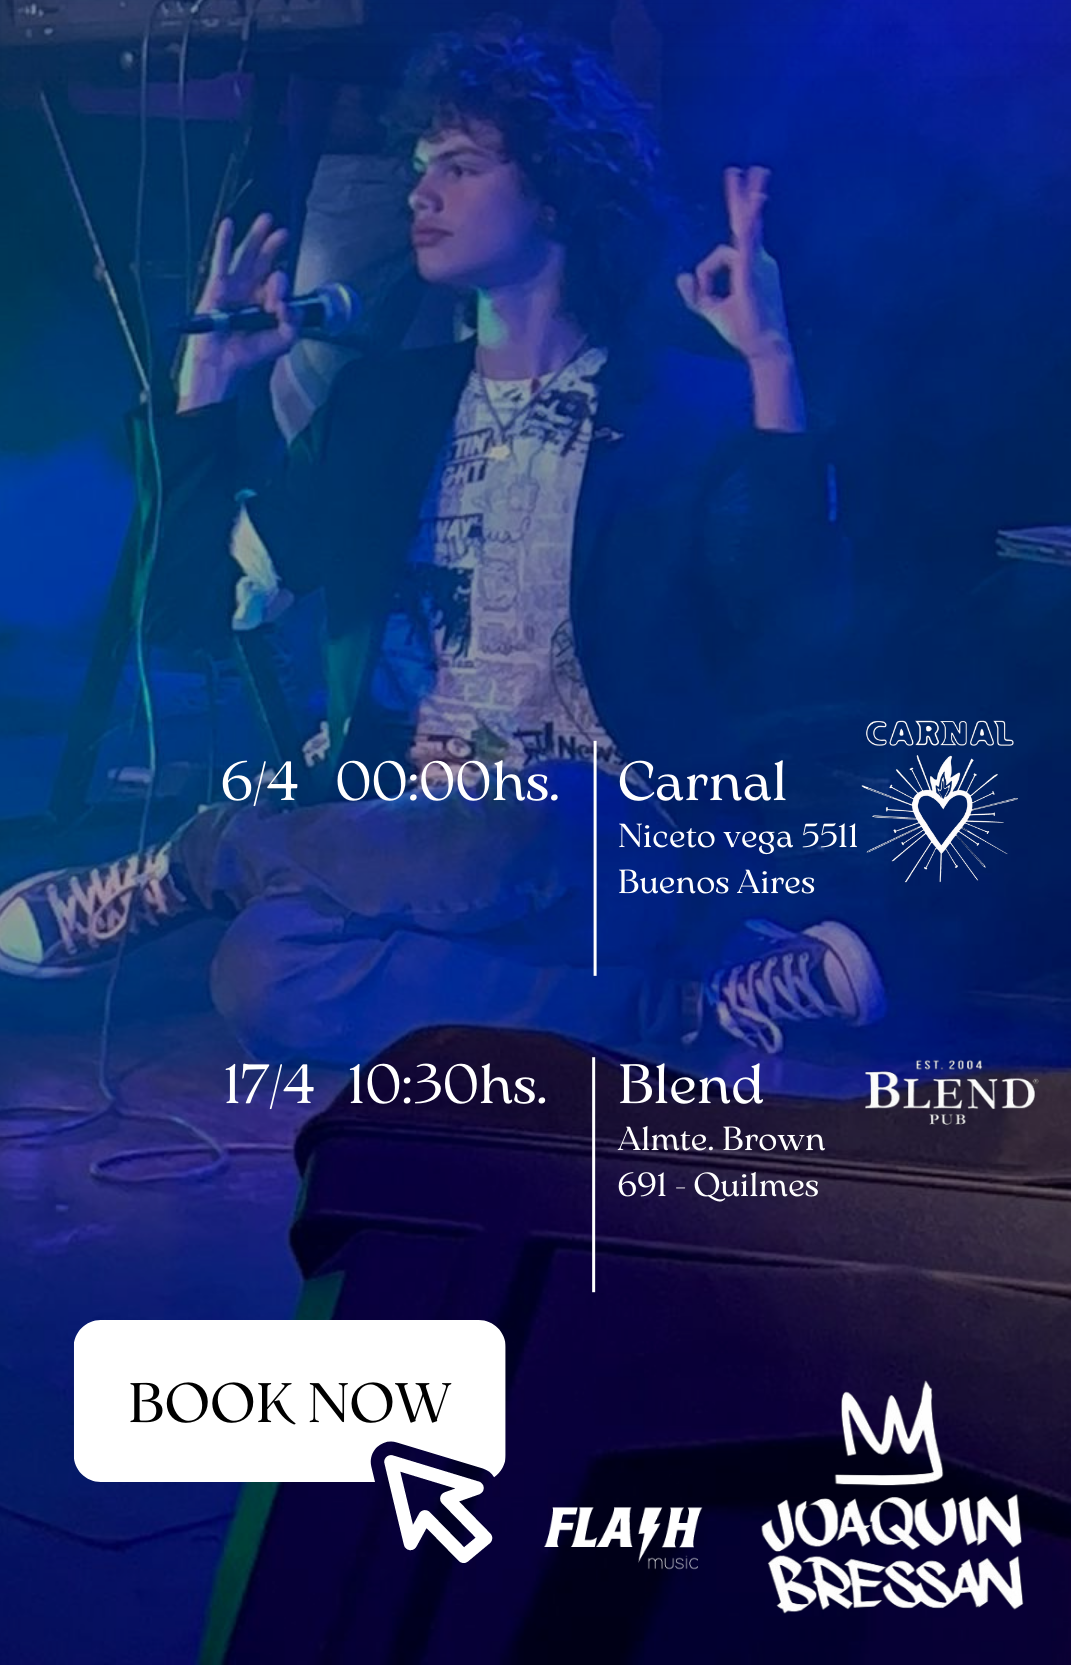 CARNAL
6/4 00:00hs.
Carnal
Niceto vega 5511
Buenos Aires
17/4 10:30hs.
Blend
Almte. Brown
691 - Quilmes
EST. 2004
BLEND
PUB
BOOK NOW
FLASH
music
JOAQUIN
BRESSAN